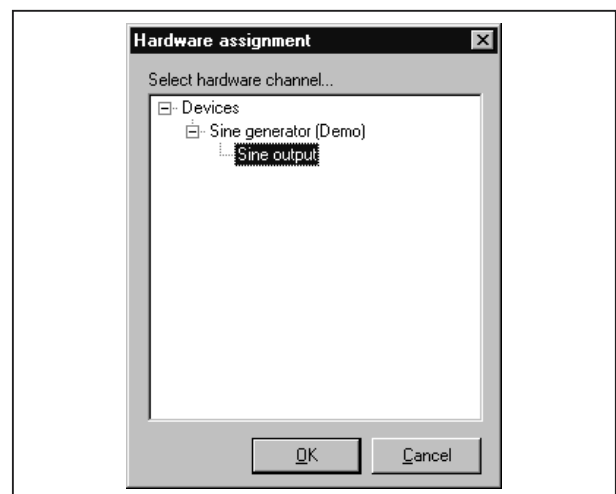 Hardware assignment
Select hardware channel...
Devices
Sine generator (Demo)
Sine output
OK
Cancel